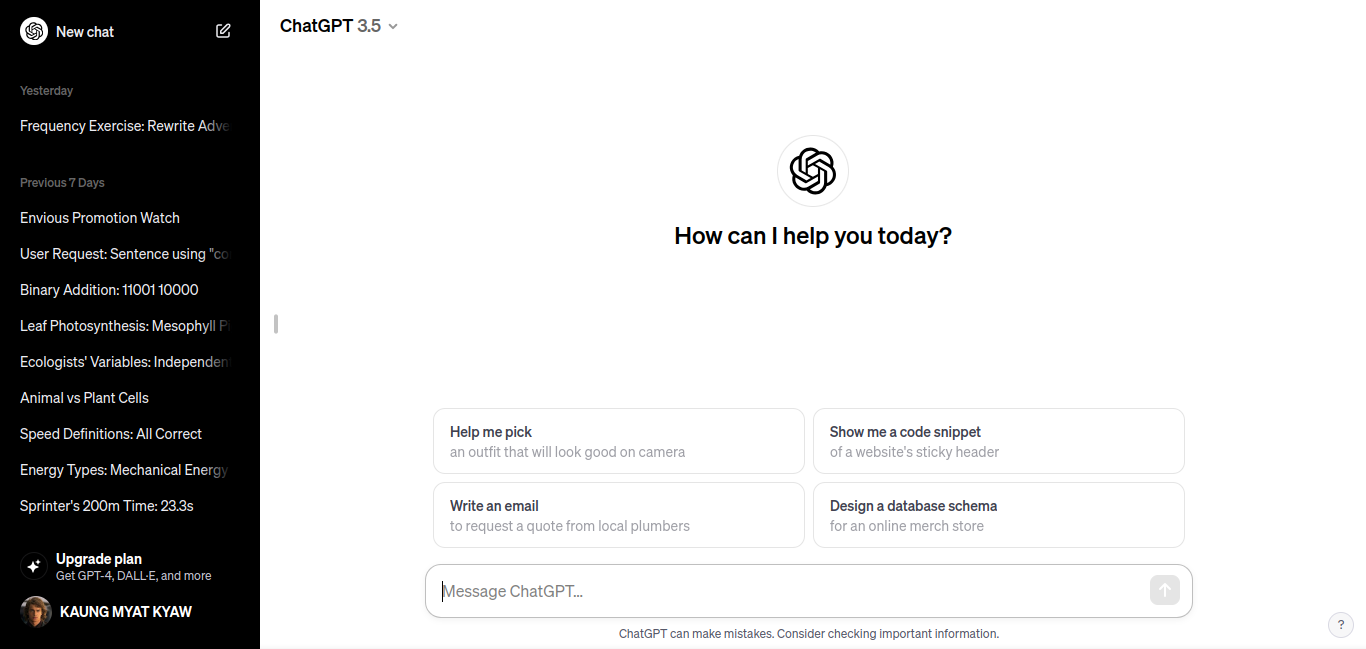 New chat
Yesterday
Frequency Exercise: Rewrite Adve
Previous 7 Days
Envious Promotion Watch
User Request: Sentence using "co
Binary Addition: 11001 10000
Leaf Photosynthesis: Mesophyll
Ecologists' Variables: Independen
Animal vs Plant Cells
Speed Definitions: All Correct
Energy Types: Mechanical Energy
Sprinter's 200m Time: 23.3s
Upgrade plan
Get GPT-4, DALL·E, and more
KAUNG MYAT KYAW
ChatGPT 3.5
How can I help you today?
Help me pick
an outfit that will look good on camera
Show me a code snippet
of a website's sticky header
Write an email
to request a quote from local plumbers
Design a database schema
for an online merch store
Message ChatGPT...
ChatGPT can make mistakes. Consider checking important information.
?